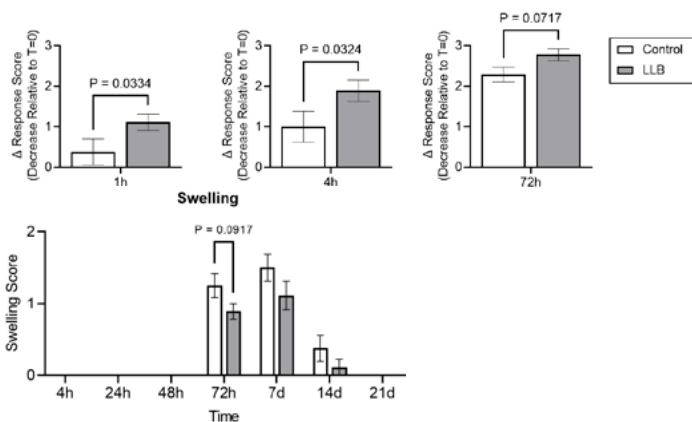 Δ Response Score
(Decrease Relative to T=0)
3
2
1
0
P = 0.0334
1h
Δ Response Score
(Decrease Relative to T=0)
3
2
1
0
P = 0.0324
4h
Δ Response Score
(Decrease Relative to T=0)
3
2
1
0
P = 0.0717
72h
Control
LLB
Swelling
Swelling Score
2
1
0
P = 0.0917
4h 24h 48h 72h 7d 14d 21d
Time